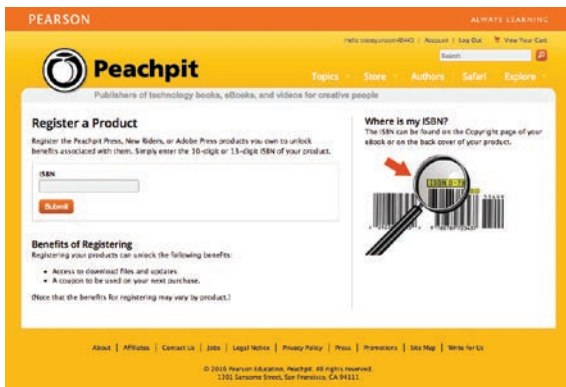 PEARSON
ALWAYS LEARNING
Account | Log Out View Your Cart
Search
Peachpit
Topics Store Authors Safari Explore
Publishers of technology books, eBooks, and videos for creative people
Register a Product
Register the Peachpit Press, New Riders, or Adobe Press products you own to unlock
benefits associated with them. Simply enter the 10-digit or 13-digit ISBN of your product.
ISBN
Submit
Benefits of Registering
Registering your products can unlock the following benefits:
• Access to download files and updates.
• A coupon to be used on your next purchase.
(Note that the benefits for registering may vary by product.)
Where is my ISBN?
The ISBN can be found on the Copyright page of your
eBook or on the back cover of your product.
About | Affiliates | Contact Us | Jobs | Legal Notice | Privacy Policy | Press | Promotions | Site Map | Write for Us
© 2016 Pearson Education, Peachpit. All rights reserved.
1301 Sansome Street, San Francisco, CA 94111